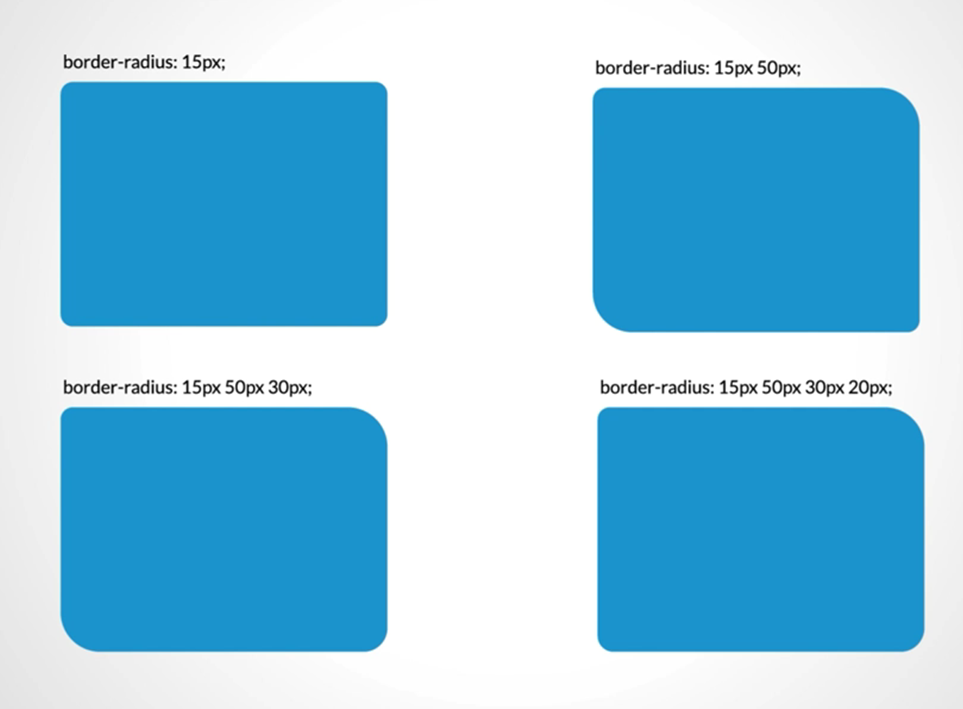 border-radius: 15px;
border-radius: 15px 50px;
border-radius: 15px 50px 30px;
border-radius: 15px 50px 30px 20px;